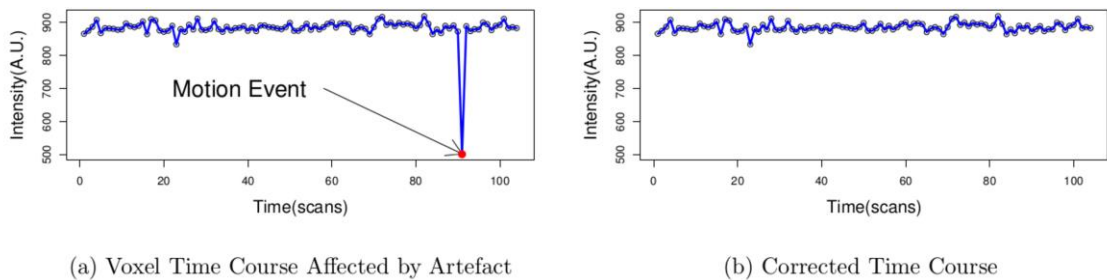 Intensity(A.U.)
900
800
700
600
500
Motion Event
0 20 40 60 80 100
Time(scans)
(a) Voxel Time Course Affected by Artefact
Intensity(A.U.)
900
800
700
600
500
0 20 40 60 80 100
Time(scans)
(b) Corrected Time Course